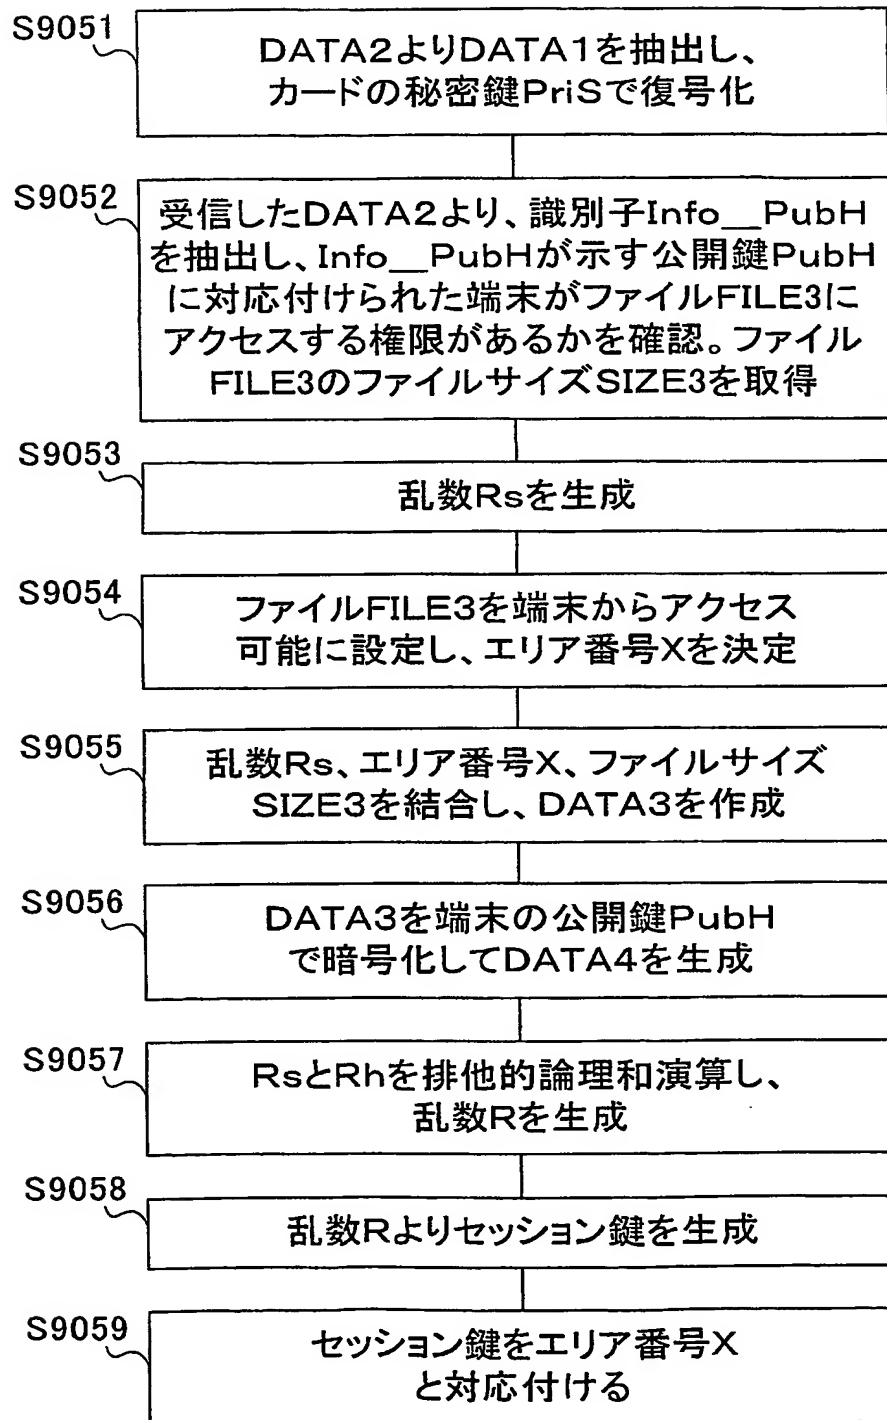 S9051
DATA2よりDATA1を抽出し、
カードの秘密鍵PriSで復号化
S9052
受信したDATA2より、識別子Info__PubH
を抽出し、Info__PubHが示す公開鍵PubH
に対応付けられた端末がファイルFILE3に
アクセスする権限があるかを確認。ファイル
FILE3のファイルサイズSIZE3を取得
S9053
乱数Rsを生成
S9054
ファイルFILE3を端末からアクセス
可能に設定し、エリア番号Xを決定
S9055
乱数Rs、エリア番号X、ファイルサイズ
SIZE3を結合し、DATA3を作成
S9056
DATA3を端末の公開鍵PubH
で暗号化してDATA4を生成
S9057
RsとRhを排他的論理和演算し、
乱数Rを生成
S9058
乱数Rよりセッション鍵を生成
S9059
セッション鍵をエリア番号X
と対応付ける